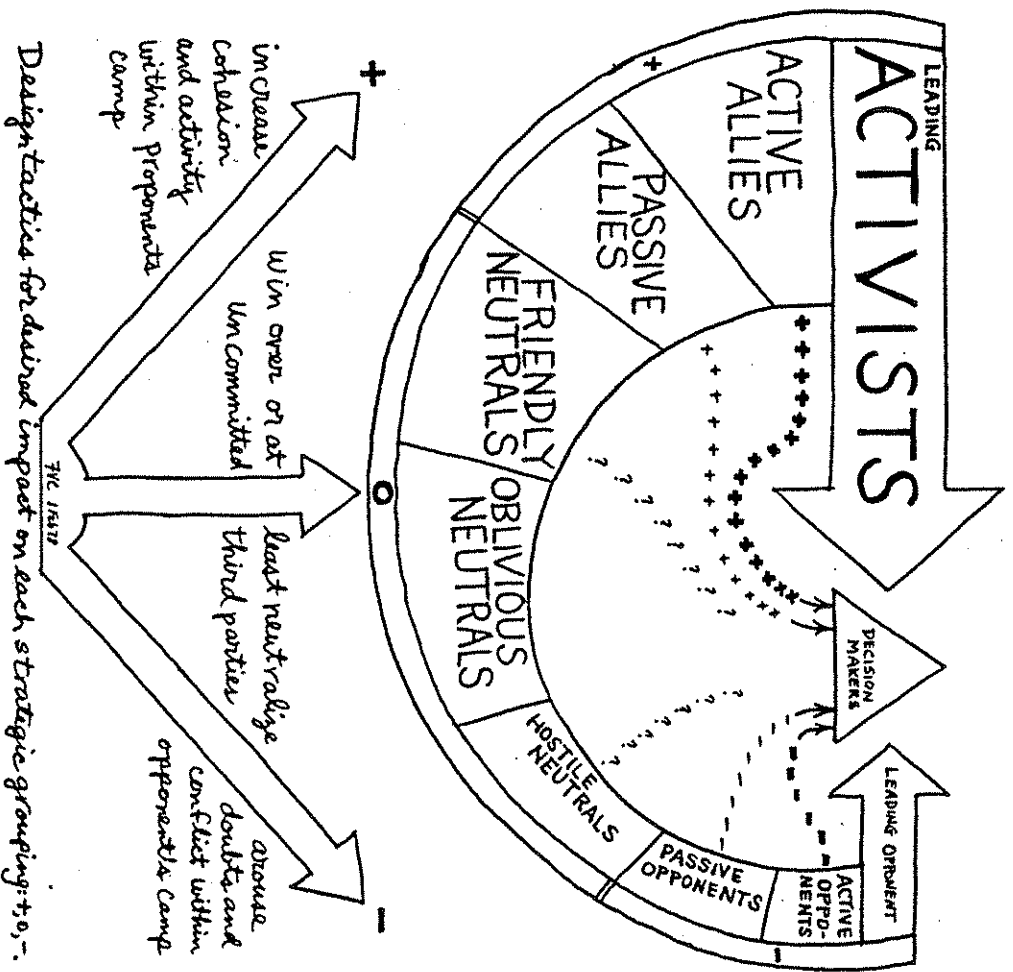 LEADING
ACTIVISTS
ACTIVE
ALLIES
PASSIVE
ALLIES
FRIENDLY
NEUTRALS
OBLIVIOUS
NEUTRALS
HOSTILE
NEUTRALS
PASSIVE
OPPONENTS
ACTIVE
OPPO-
NENTS
LEADING OPPONENT
DECISION
MAKERS
+ + + + + + + + + + + + x x x
+ + + + + + + + + + + x x
? ? ? ? ? ? ?
? ? ? ? ? ?
- - - - - -
- - - - - -
+
-
+
O
-
increase
cohesion
and activity
within proponents
camp
Win over or at
least neutralize
Uncommitted
third parties
arouse
doubts and
conflict within
opponent's camp
Design tactics for desired impact on each strategic grouping: +, 0, -.